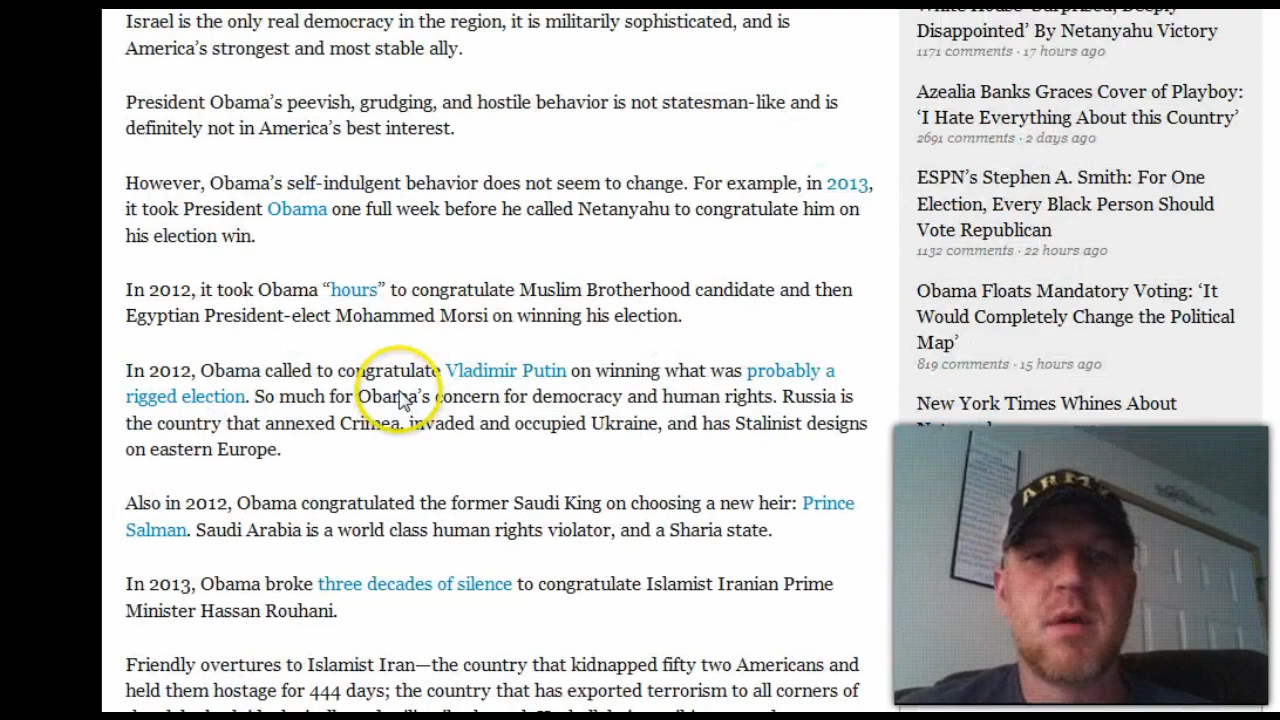 Israel is the only real democracy in the region, it is militarily sophisticated, and is
America's strongest and most stable ally.
President Obama's peevish, grudging, and hostile behavior is not statesman-like and is
definitely not in America's best interest.
However, Obama's self-indulgent behavior does not seem to change. For example, in 2013,
it took President Obama one full week before he called Netanyahu to congratulate him on
his election win.
In 2012, it took Obama “hours” to congratulate Muslim Brotherhood candidate and then
Egyptian President-elect Mohammed Morsi on winning his election.
In 2012, Obama called to congratulate Vladimir Putin on winning what was probably a
rigged election. So much for Obama's concern for democracy and human rights. Russia is
the country that annexed Crimea, invaded and occupied Ukraine, and has Stalinist designs
on eastern Europe.
Also in 2012, Obama congratulated the former Saudi King on choosing a new heir: Prince
Salman. Saudi Arabia is a world class human rights violator, and a Sharia state.
In 2013, Obama broke three decades of silence to congratulate Islamist Iranian Prime
Minister Hassan Rouhani.
Friendly overtures to Islamist Iran—the country that kidnapped fifty two Americans and
held them hostage for 444 days; the country that has exported terrorism to all corners of
White House ‘Surprised, Deeply
Disappointed’ By Netanyahu Victory
1171 comments · 17 hours ago
Azealia Banks Graces Cover of Playboy:
‘I Hate Everything About this Country’
2691 comments · 2 days ago
ESPN's Stephen A. Smith: For One
Election, Every Black Person Should
Vote Republican
1132 comments · 22 hours ago
Obama Floats Mandatory Voting: ‘It
Would Completely Change the Political
Map’
819 comments · 15 hours ago
New York Times Whines About
ARMY